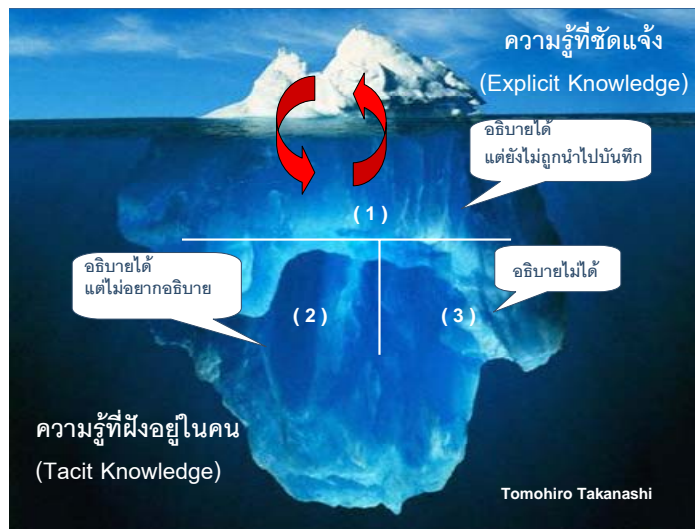 ความรู้ที่ชัดแจ้ง
(Explicit Knowledge)
อธิบายได้
แต่ยังไม่ถูกนำไปบันทึก
( 1 )
อธิบายได้
แต่ไม่อยากอธิบาย
อธิบายไม่ได้
( 2 )
( 3 )
ความรู้ที่ฝังอยู่ในคน
(Tacit Knowledge)
Tomohiro Takanashi